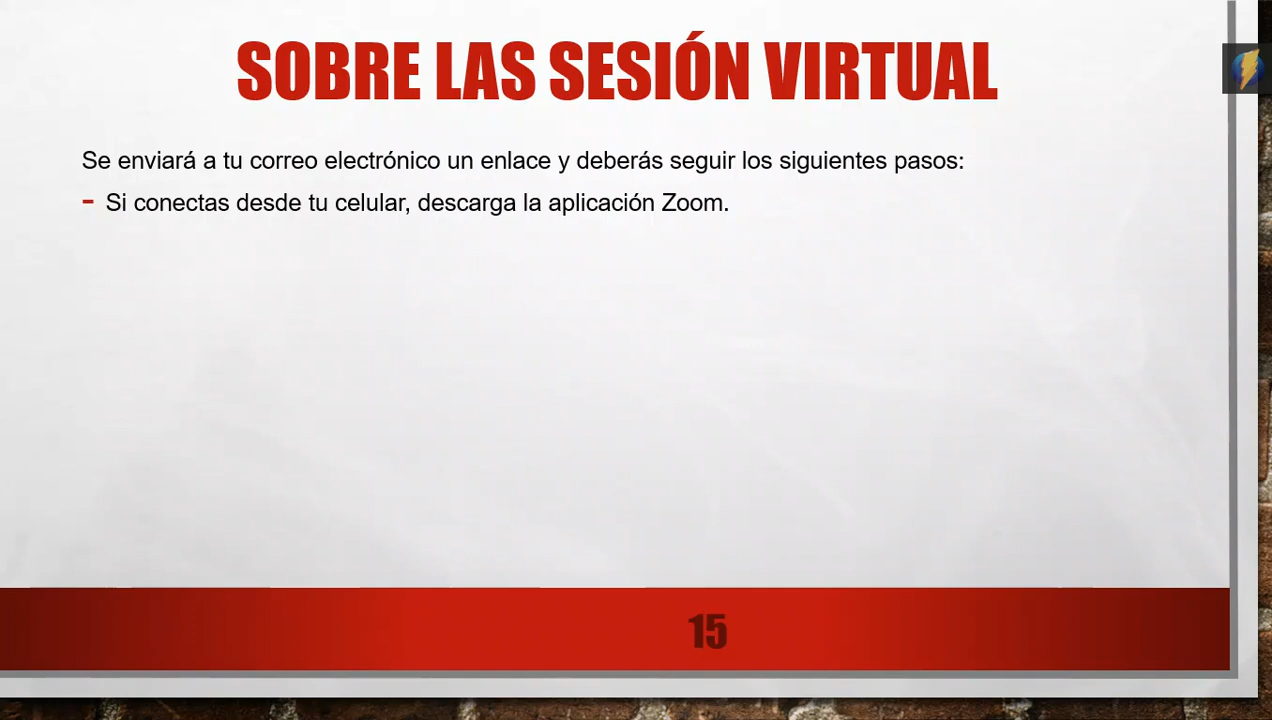 SOBRE LAS SESIÓN VIRTUAL
Se enviará a tu correo electrónico un enlace y deberás seguir los siguientes pasos:
- Si conectas desde tu celular, descarga la aplicación Zoom.
15